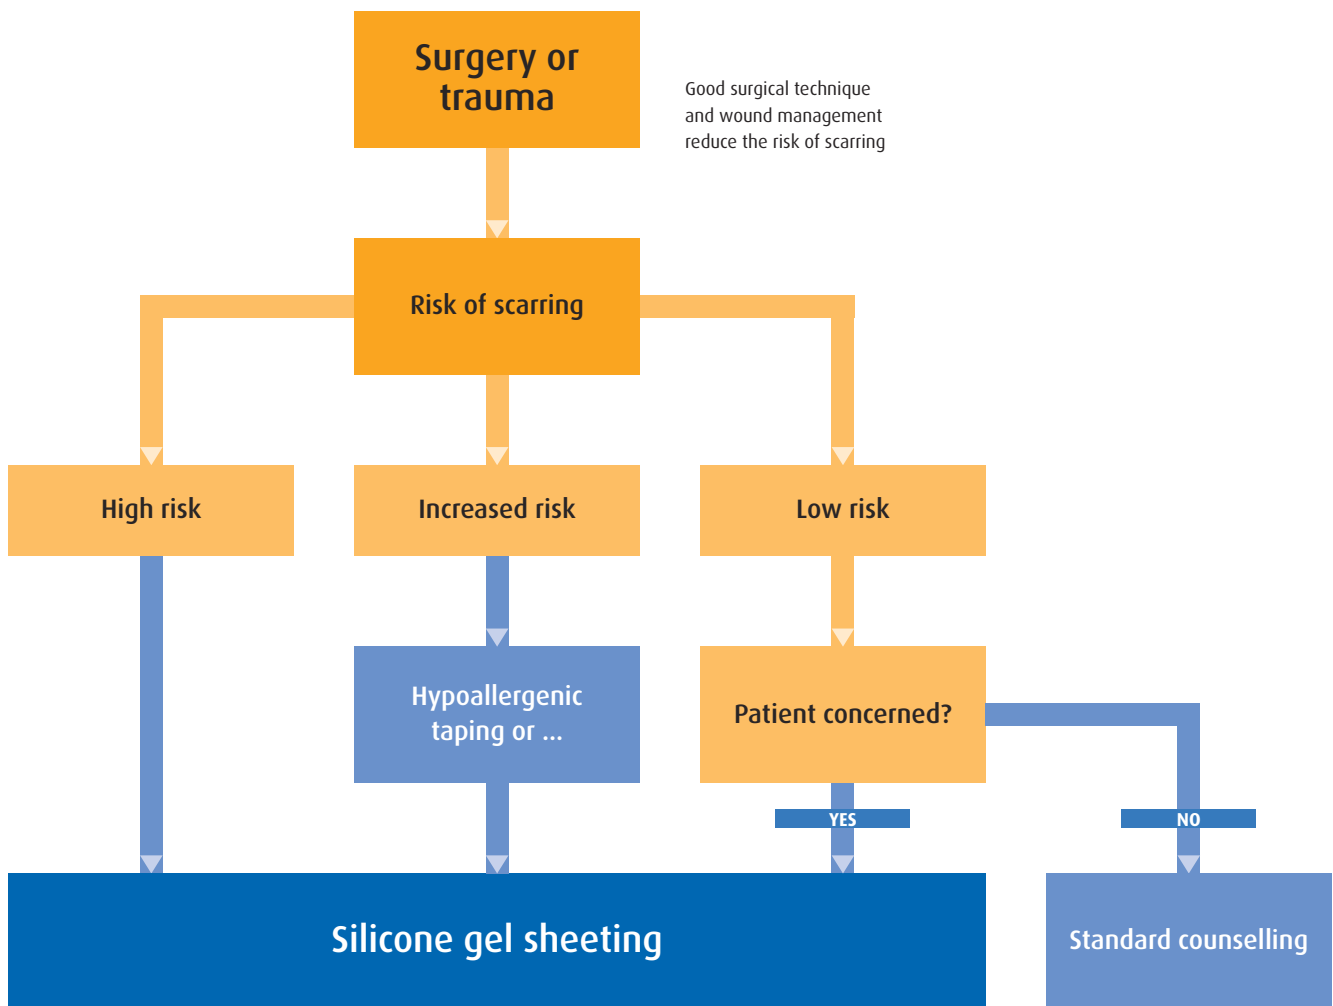 Surgery or
trauma
Good surgical technique
and wound management
reduce the risk of scarring
Risk of scarring
High risk
Increased risk
Low risk
Hypoallergenic
taping or ...
Patient concerned?
YES
NO
Silicone gel sheeting
Standard counselling